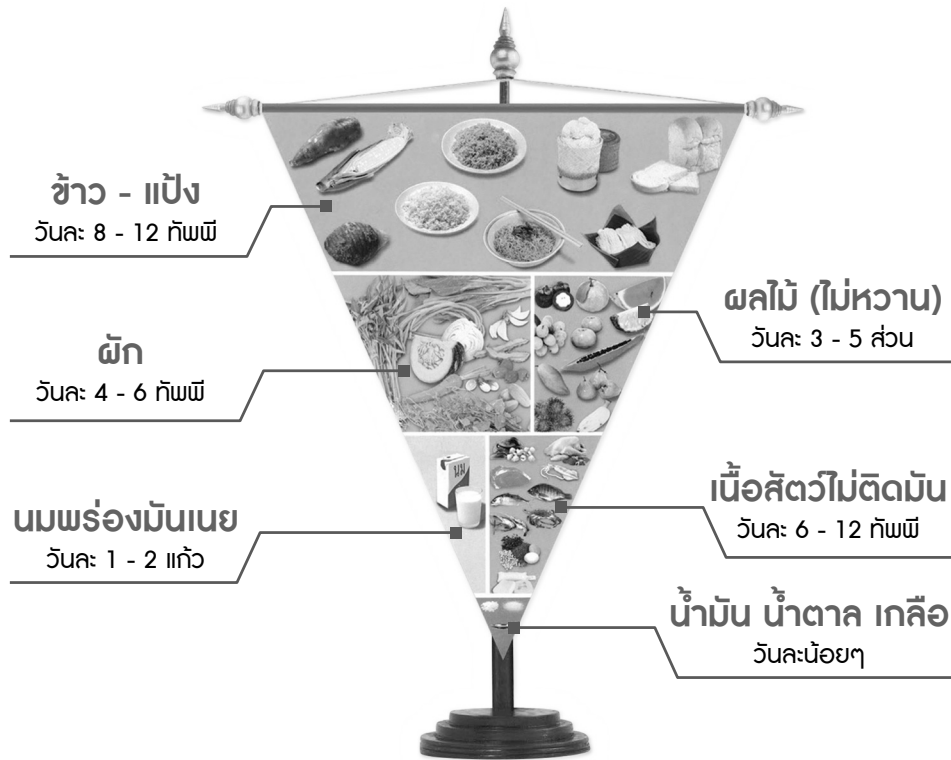 ข้าว - แป้ง
วันละ 8 - 12 ทัพพี
ผลไม้ (ไม่หวาน)
วันละ 3 - 5 ส่วน
ผัก
วันละ 4 - 6 ทัพพี
นม
เนื้อสัตว์ไม่ติดมัน
วันละ 6 - 12 ทัพพี
นมพร่องมันเนย
วันละ 1 - 2 แก้ว
น้ำมัน น้ำตาล เกลือ
วันละน้อยๆ